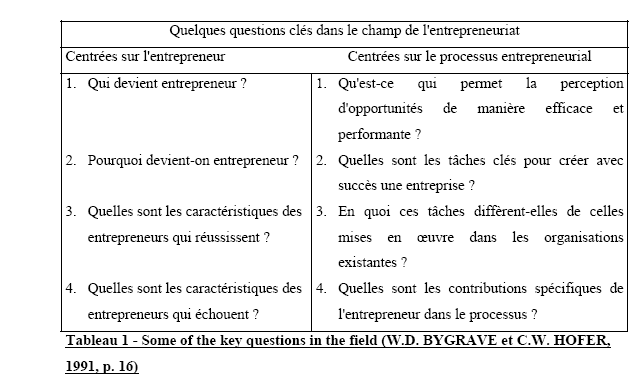 Quelques questions clés dans le champ de l'entrepreneuriat
Centrées sur l'entrepreneur
Centrées sur le processus entrepreneurial
1. Qui devient entrepreneur ?
2. Pourquoi devient-on entrepreneur ?
3. Quelles sont les caractéristiques des
entrepreneurs qui réussissent ?
4. Quelles sont les caractéristiques des
entrepreneurs qui échouent ?
1. Qu'est-ce qui permet la perception
d'opportunités de manière efficace et
performante ?
2. Quelles sont les tâches clés pour créer avec
succès une entreprise ?
3. En quoi ces tâches diffèrent-elles de celles
mises en œuvre dans les organisations
existantes ?
4. Quelles sont les contributions spécifiques de
l'entrepreneur dans le processus ?
Tableau 1 - Some of the key questions in the field (W.D. BYGRAVE et C.W. HOFER,
1991, p. 16)